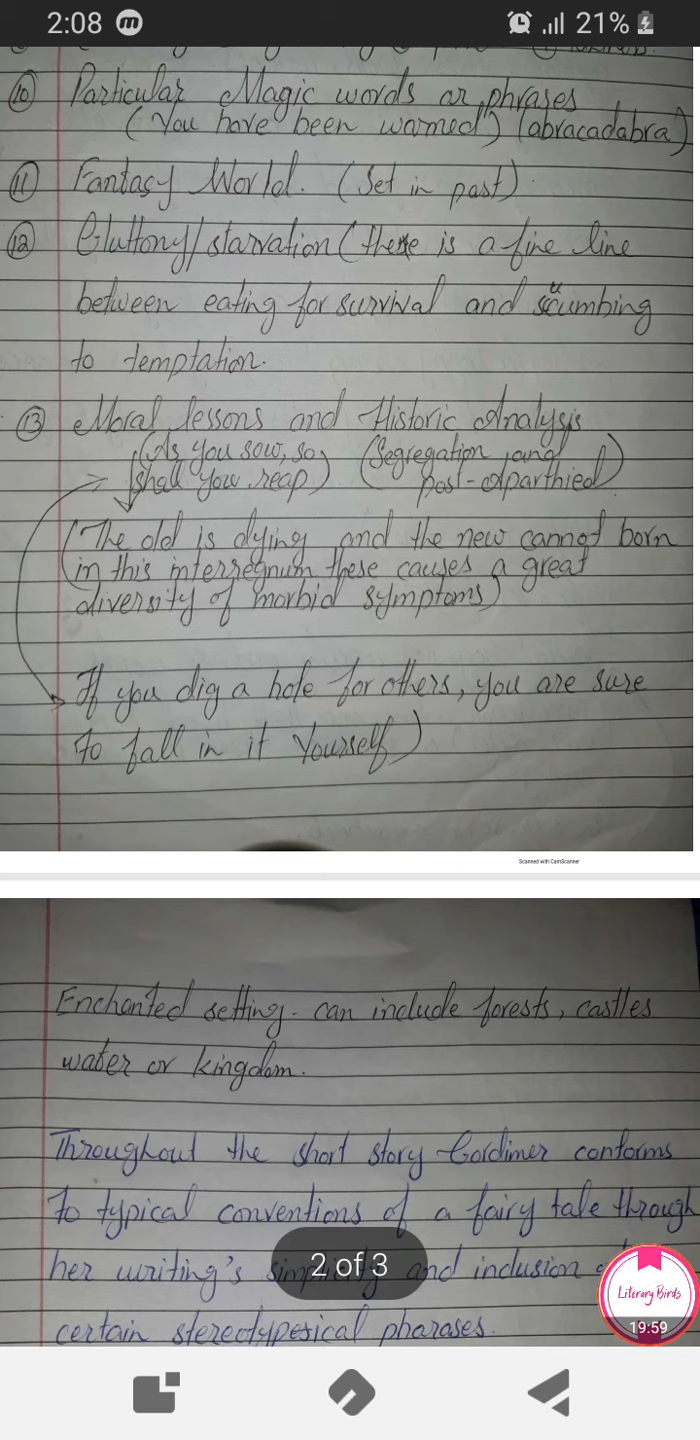 2:08
21%
⑩ Particular Magic words or phrases
(You have been warned) (abracadabra)
⑪ Fantasy World. (Set in past)
⑫ Gluttony/starvation (there is a fine line
between eating for survival and scumbing
u
to temptation.
⑬ Moral lessons and Historic Analysis
(As you sow, so (Segregation and
shall you reap) post-Aparthied)
(The old is dying and the new cannot born
in this interregnum these causes a great
diversity of morbid symptoms)
If you dig a hole for others, you are sure
to fall in it Yourself)
Scanned with CamScanner
Enchanted setting - can include forests, castles
water or kingdom.
Throughout the short story Gordimer conforms
to typical conventions of a fairy tale through
her writing's and inclusion
2 of 3
Literary Birds
certain stereotypesical pharases.
19:59